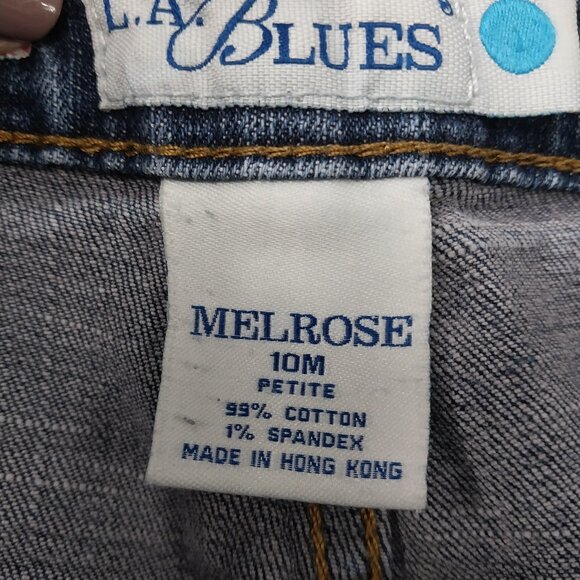 L.A. BLUES
MELROSE
10M
PETITE
99% COTTON
1% SPANDEX
MADE IN HONG KONG